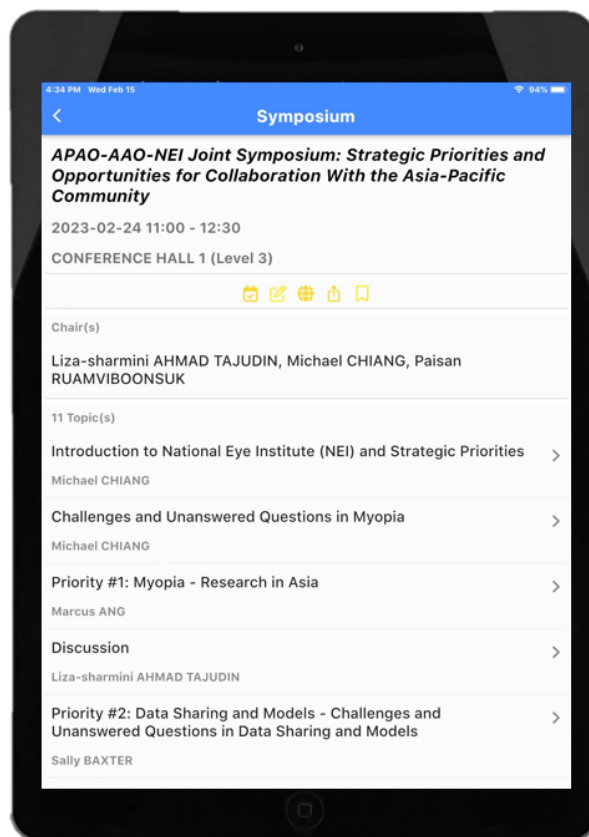 4:34 PM Wed Feb 15
94%
Symposium
APAO-AAO-NEI Joint Symposium: Strategic Priorities and
Opportunities for Collaboration With the Asia-Pacific
Community
2023-02-24 11:00 - 12:30
CONFERENCE HALL 1 (Level 3)
Chair(s)
Liza-sharmini AHMAD TAJUDIN, Michael CHIANG, Paisan
RUAMVIBOONSUK
11 Topic(s)
Introduction to National Eye Institute (NEI) and Strategic Priorities
Michael CHIANG
Challenges and Unanswered Questions in Myopia
Michael CHIANG
Priority #1: Myopia - Research in Asia
Marcus ANG
Discussion
Liza-sharmini AHMAD TAJUDIN
Priority #2: Data Sharing and Models - Challenges and
Unanswered Questions in Data Sharing and Models
Sally BAXTER